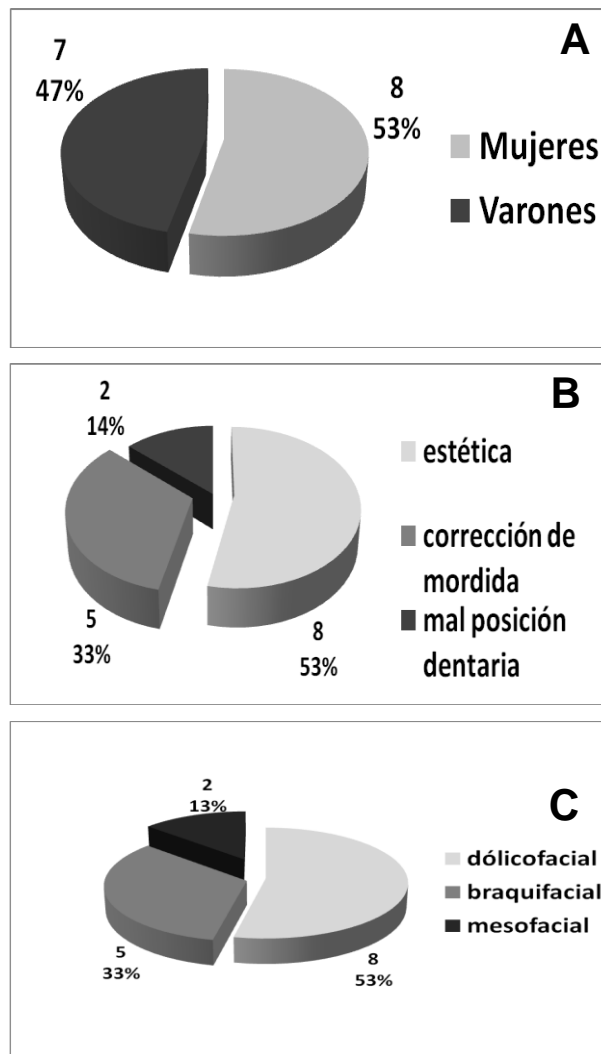 A
7
47%
8
53%
Mujeres
Varones
B
2
14%
estética
corrección de
mordida
mal posición
dentaria
5
33%
8
53%
C
2
13%
dólicofacial
braquifacial
mesofacial
5
33%
8
53%